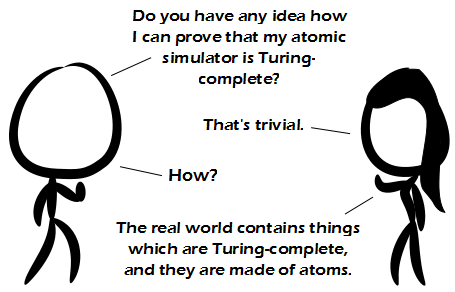 Do you have any idea how
I can prove that my atomic
simulator is Turing-
complete?
That's trivial.
How?
The real world contains things
which are Turing-complete,
and they are made of atoms.